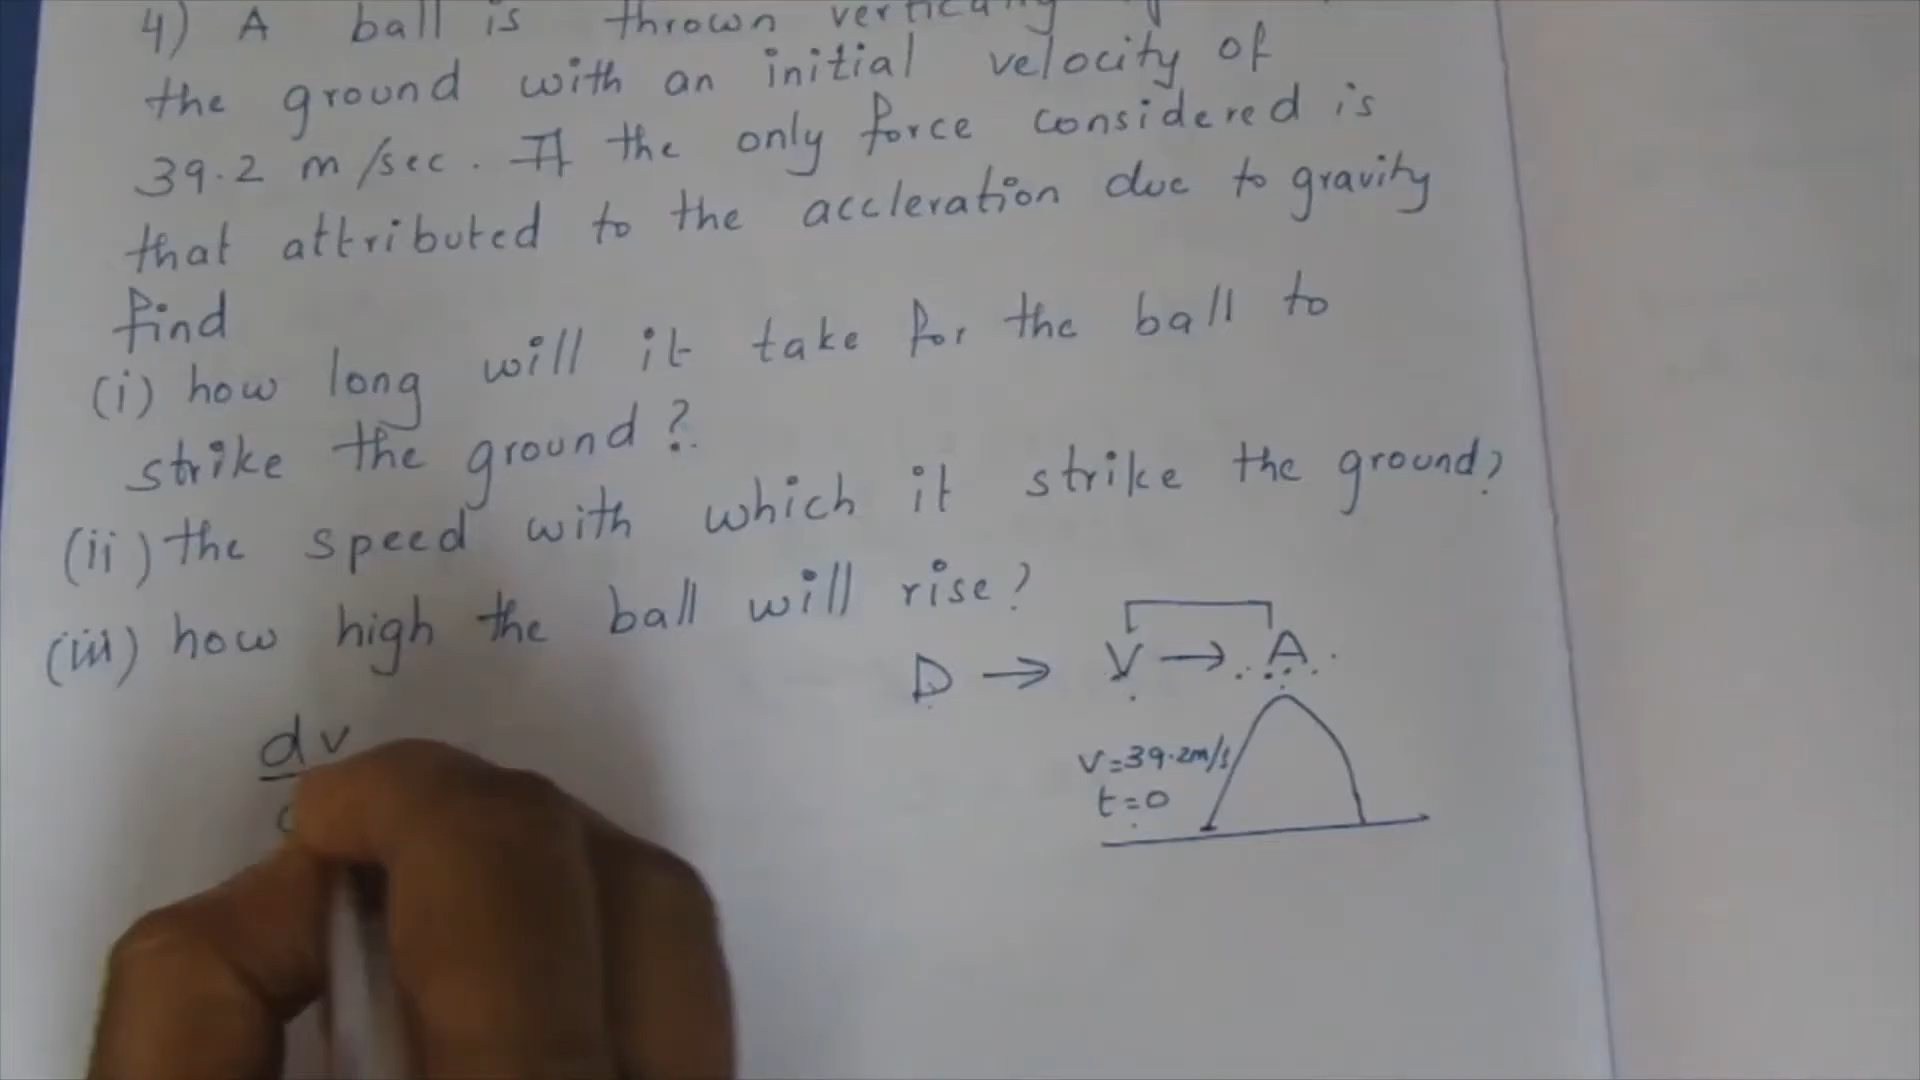 4) A ball is thrown vertically
the ground with an initial velocity of
39.2 m/sec. If the only force considered is
that attributed to the accleration due to gravity
find
(i) how long will it take for the ball to
strike the ground?
(ii) the speed with which it strike the ground?
(iii) how high the ball will rise?
D → V → A
dv
V=39.2m/s
t=0